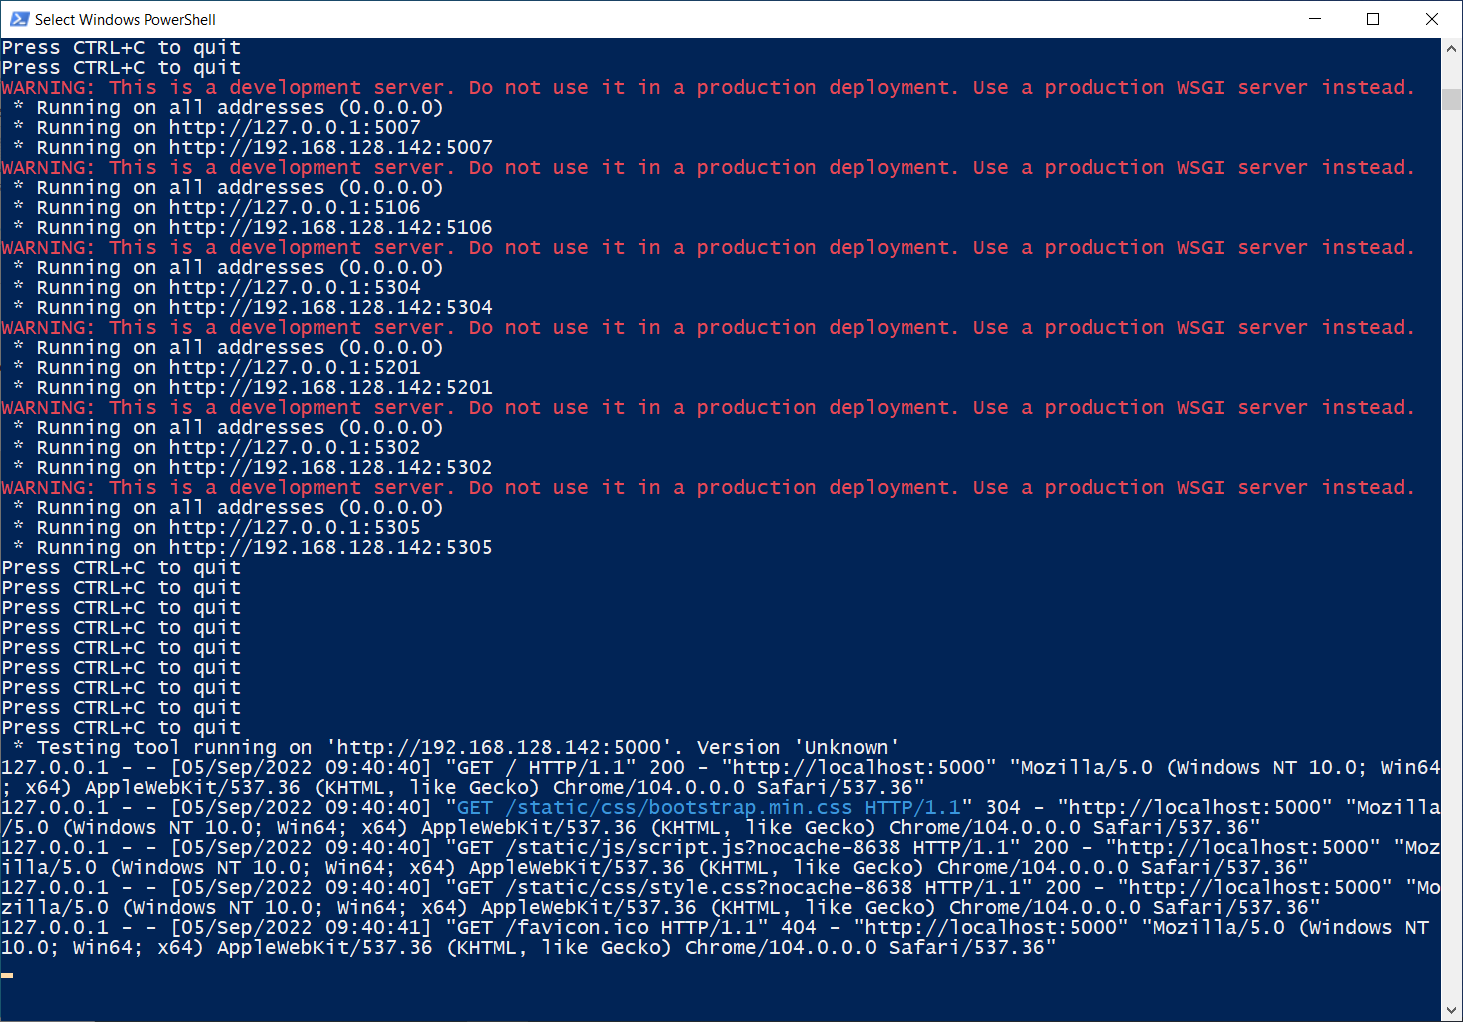 Select Windows PowerShell
Press CTRL+C to quit
Press CTRL+C to quit
WARNING: This is a development server. Do not use it in a production deployment. Use a production WSGI server instead.
 * Running on all addresses (0.0.0.0)
 * Running on http://127.0.0.1:5007
 * Running on http://192.168.128.142:5007
WARNING: This is a development server. Do not use it in a production deployment. Use a production WSGI server instead.
 * Running on all addresses (0.0.0.0)
 * Running on http://127.0.0.1:5106
 * Running on http://192.168.128.142:5106
WARNING: This is a development server. Do not use it in a production deployment. Use a production WSGI server instead.
 * Running on all addresses (0.0.0.0)
 * Running on http://127.0.0.1:5304
 * Running on http://192.168.128.142:5304
WARNING: This is a development server. Do not use it in a production deployment. Use a production WSGI server instead.
 * Running on all addresses (0.0.0.0)
 * Running on http://127.0.0.1:5201
 * Running on http://192.168.128.142:5201
WARNING: This is a development server. Do not use it in a production deployment. Use a production WSGI server instead.
 * Running on all addresses (0.0.0.0)
 * Running on http://127.0.0.1:5302
 * Running on http://192.168.128.142:5302
WARNING: This is a development server. Do not use it in a production deployment. Use a production WSGI server instead.
 * Running on all addresses (0.0.0.0)
 * Running on http://127.0.0.1:5305
 * Running on http://192.168.128.142:5305
Press CTRL+C to quit
Press CTRL+C to quit
Press CTRL+C to quit
Press CTRL+C to quit
Press CTRL+C to quit
Press CTRL+C to quit
Press CTRL+C to quit
Press CTRL+C to quit
Press CTRL+C to quit
 * Testing tool running on 'http://192.168.128.142:5000'. Version 'Unknown'
127.0.0.1 - - [05/Sep/2022 09:40:40] "GET / HTTP/1.1" 200 - "http://localhost:5000" "Mozilla/5.0 (Windows NT 10.0; Win64
; x64) AppleWebKit/537.36 (KHTML, like Gecko) Chrome/104.0.0.0 Safari/537.36"
127.0.0.1 - - [05/Sep/2022 09:40:40] "GET /static/css/bootstrap.min.css HTTP/1.1" 304 - "http://localhost:5000" "Mozilla
/5.0 (Windows NT 10.0; Win64; x64) AppleWebKit/537.36 (KHTML, like Gecko) Chrome/104.0.0.0 Safari/537.36"
127.0.0.1 - - [05/Sep/2022 09:40:40] "GET /static/js/script.js?nocache-8638 HTTP/1.1" 200 - "http://localhost:5000" "Moz
illa/5.0 (Windows NT 10.0; Win64; x64) AppleWebKit/537.36 (KHTML, like Gecko) Chrome/104.0.0.0 Safari/537.36"
127.0.0.1 - - [05/Sep/2022 09:40:40] "GET /static/css/style.css?nocache-8638 HTTP/1.1" 200 - "http://localhost:5000" "Mo
zilla/5.0 (Windows NT 10.0; Win64; x64) AppleWebKit/537.36 (KHTML, like Gecko) Chrome/104.0.0.0 Safari/537.36"
127.0.0.1 - - [05/Sep/2022 09:40:41] "GET /favicon.ico HTTP/1.1" 404 - "http://localhost:5000" "Mozilla/5.0 (Windows NT
10.0; Win64; x64) AppleWebKit/537.36 (KHTML, like Gecko) Chrome/104.0.0.0 Safari/537.36"